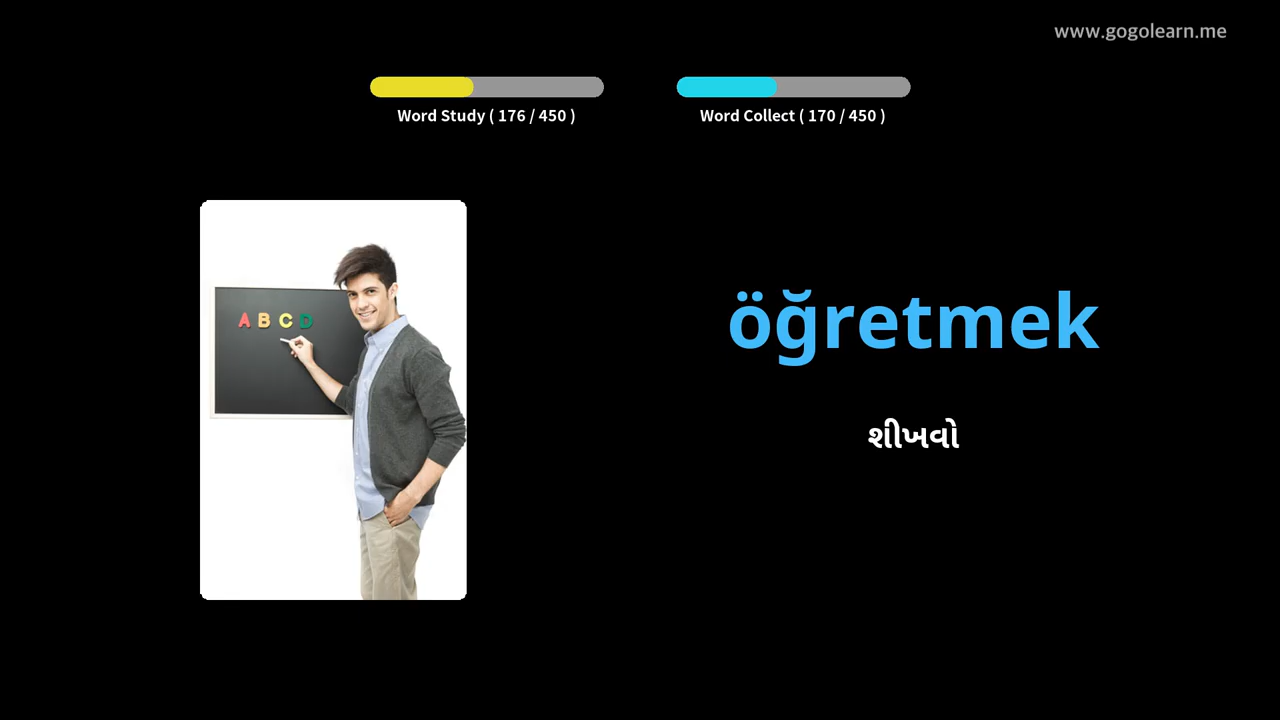 www.gogolearn.me
Word Study ( 176 / 450 )
Word Collect ( 170 / 450 )
A B C D
öğretmek
શીખવો